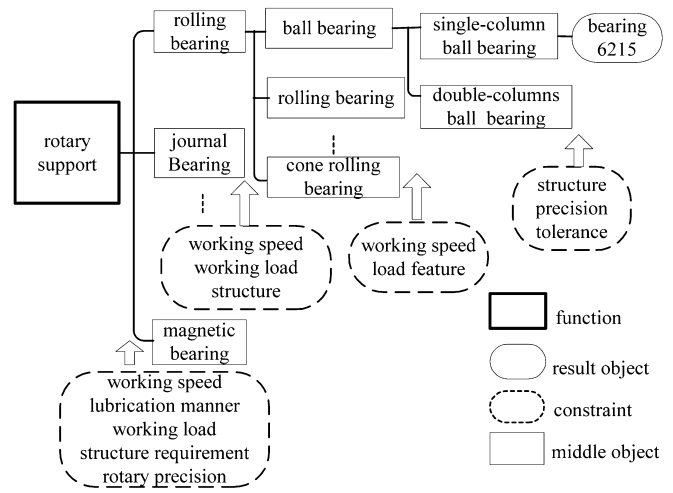 rolling
bearing
ball bearing
single-column
ball bearing
bearing
6215
rolling bearing
double-columns
ball bearing
rotary
support
journal
Bearing
cone rolling
bearing
structure
precision
tolerance
working speed
working load
structure
working speed
load feature
magnetic
bearing
function
result object
constraint
middle object
working speed
lubrication manner
working load
structure requirement
rotary precision